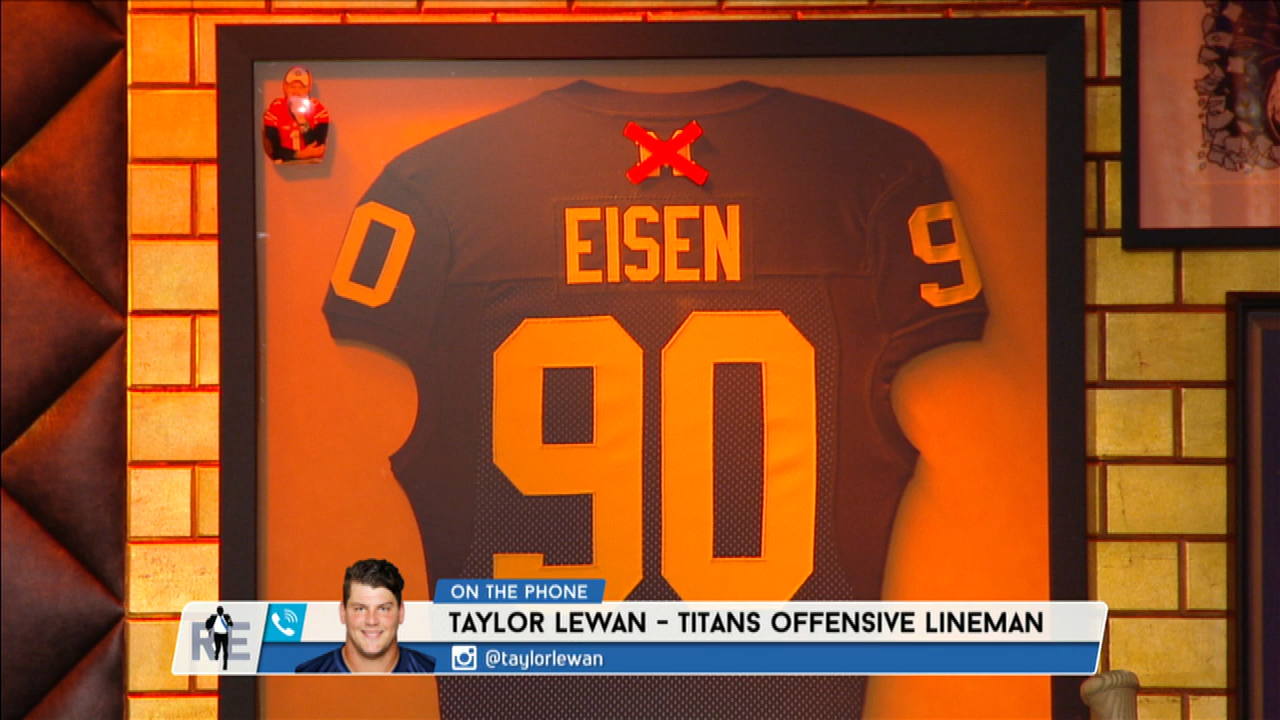 EISEN
0
9
90
ON THE PHONE
TAYLOR LEWAN - TITANS OFFENSIVE LINEMAN
RE
@taylorlewan